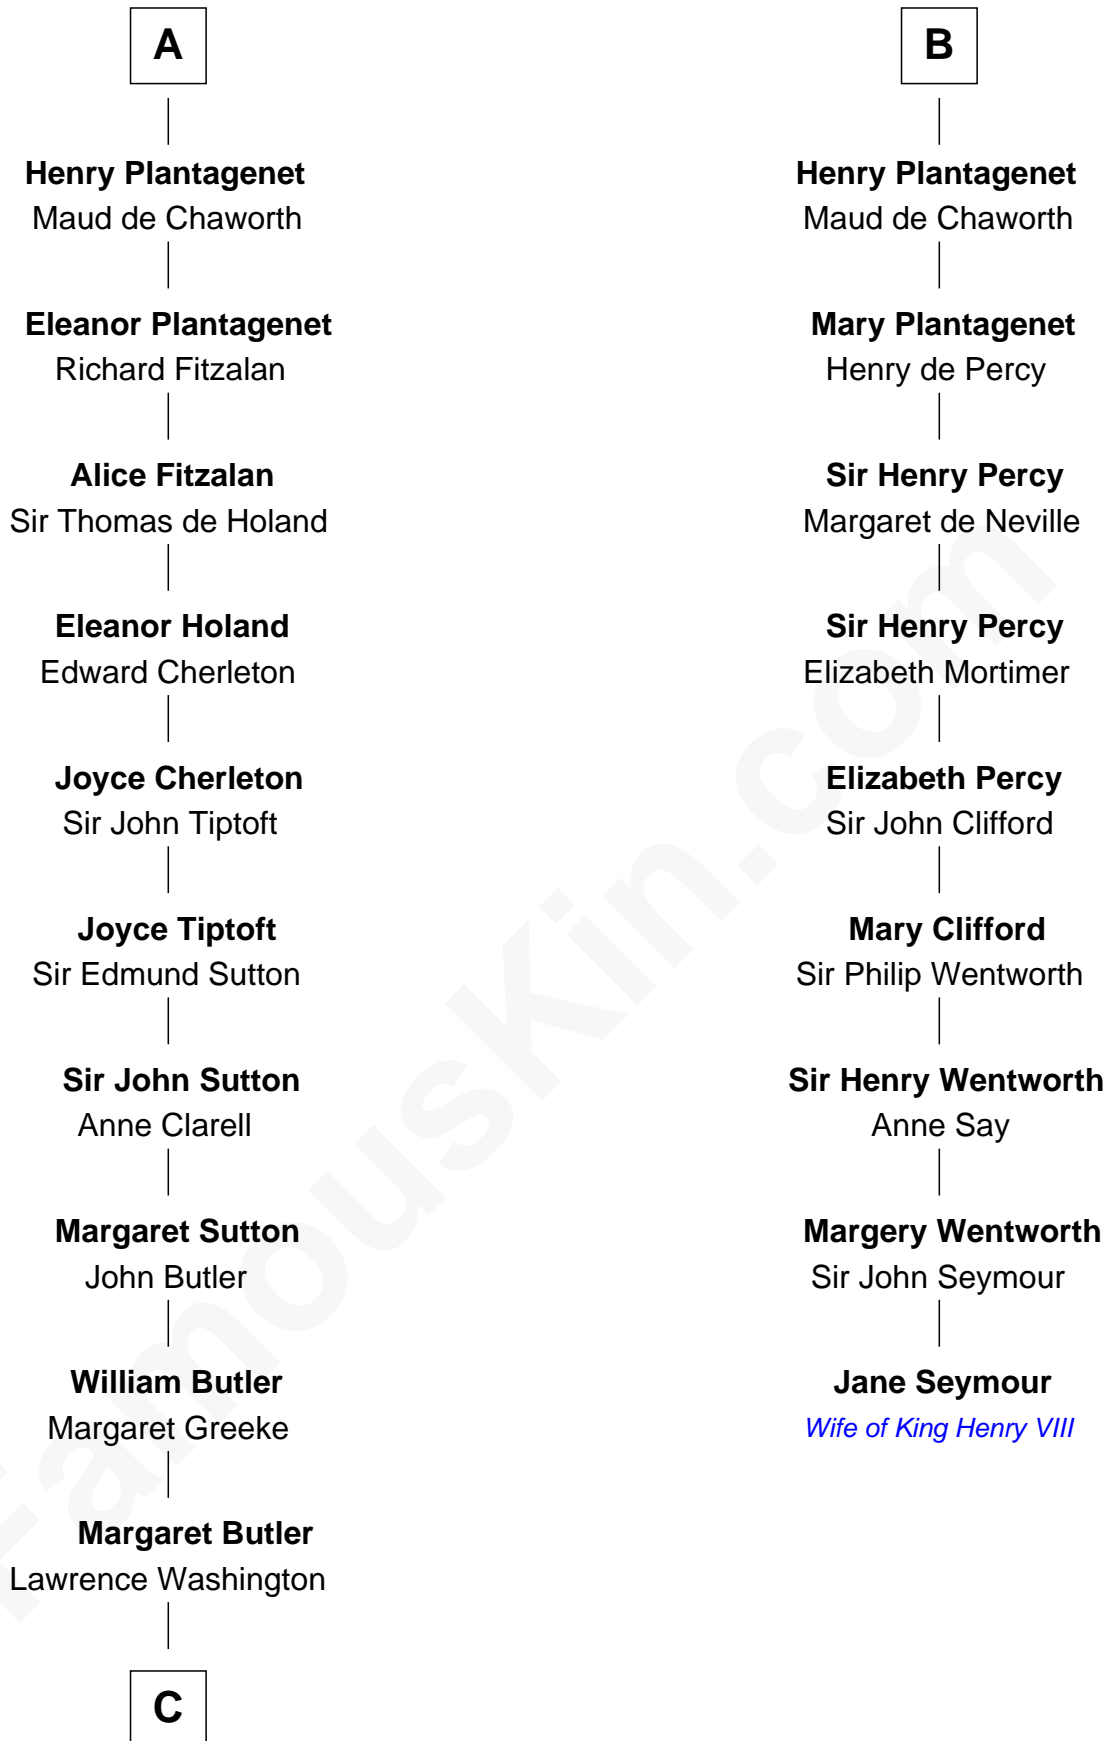 A
Henry Plantagenet
Maud de Chaworth
Eleanor Plantagenet
Richard Fitzalan
Alice Fitzalan
Sir Thomas de Holand
Eleanor Holand
Edward Cherleton
Joyce Cherleton
Sir John Tiptoft
Joyce Tiptoft
Sir Edmund Sutton
Sir John Sutton
Anne Clarell
Margaret Sutton
John Butler
William Butler
Margaret Greeke
Margaret Butler
Lawrence Washington
C
B
Henry Plantagenet
Maud de Chaworth
Mary Plantagenet
Henry de Percy
Sir Henry Percy
Margaret de Neville
Sir Henry Percy
Elizabeth Mortimer
Elizabeth Percy
Sir John Clifford
Mary Clifford
Sir Philip Wentworth
Sir Henry Wentworth
Anne Say
Margery Wentworth
Sir John Seymour
Jane Seymour
Wife of King Henry VIII
FamousKin.com